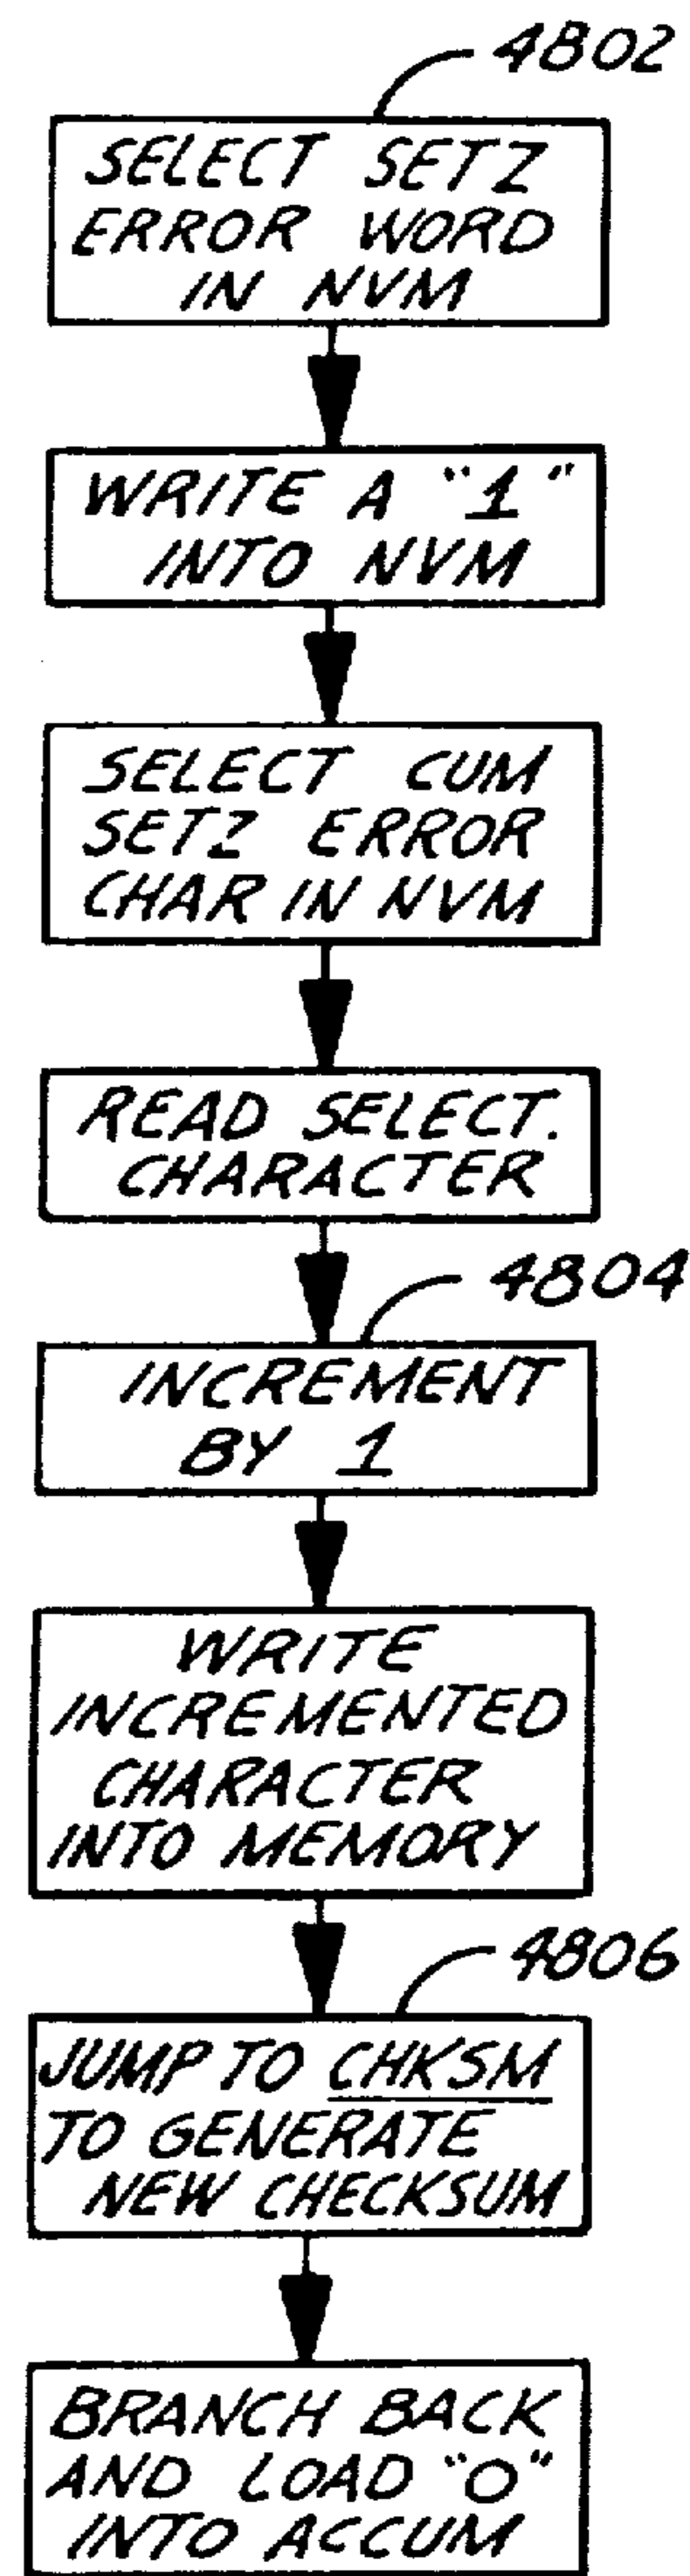 4802
SELECT SETZ
ERROR WORD
IN NVM
WRITE A "1"
INTO NVM
SELECT CUM
SETZ ERROR
CHAR IN NVM
READ SELECT.
CHARACTER
4804
INCREMENT
BY 1
WRITE
INCREMENTED
CHARACTER
INTO MEMORY
4806
JUMP TO CHKSM
TO GENERATE
NEW CHECKSUM
BRANCH BACK
AND LOAD "0"
INTO ACCUM